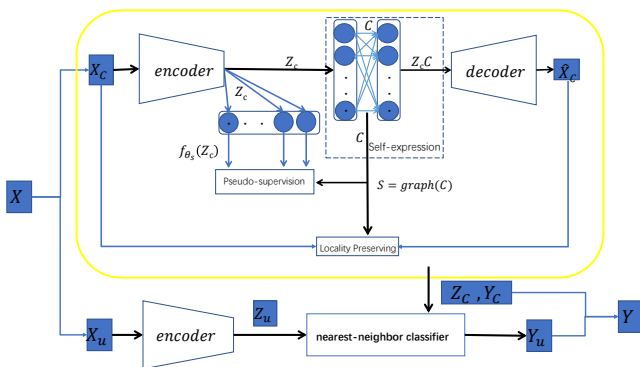 C
X_C
encoder
Z_c
Z_cC
decoder
X̂_C
Z_c
. . . .
f_{θ_s}(Z_c)
C
Self-expression
Pseudo-supervision
S = graph(C)
X
Locality Preserving
Z_C , Y_C
Z_u
Y
X_u
encoder
nearest-neighbor classifier
Y_u